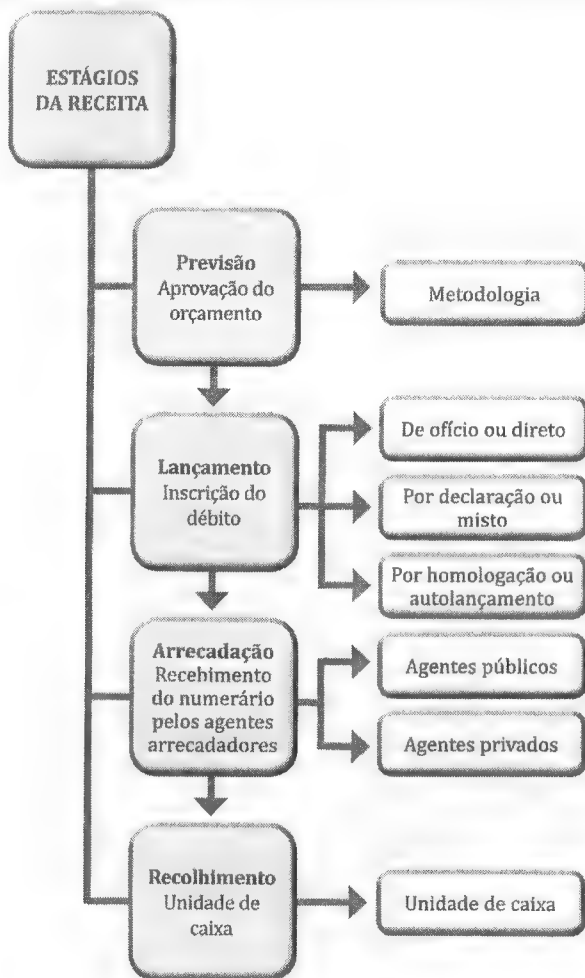 ESTÁGIOS
DA RECEITA
Previsão
Aprovação do
orçamento
Metodologia
Lançamento
Inscrição do
débito
De ofício ou direto
Por declaração ou
misto
Por homologação ou
autolançamento
Arrecadação
Recebimento
do numerário
pelos agentes
arrecadadores
Agentes públicos
Agentes privados
Recolhimento
Unidade de
caixa
Unidade de caixa